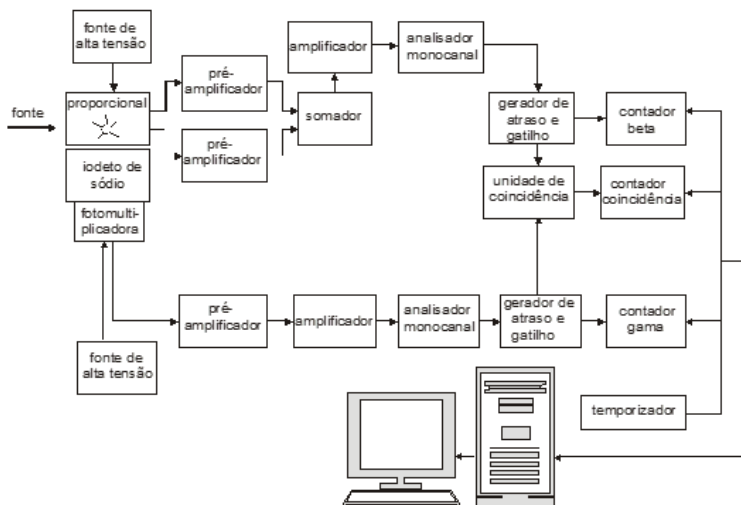 fonte de
alta tensão
fonte
proporcional
pré-
amplificador
pré-
amplificador
somador
amplificador
analisador
monocanal
gerador de
atraso e
gatilho
contador
beta
iodeto de
sódio
fotomulti-
plicadora
unidade de
coincidência
contador
coincidência
pré-
amplificador
amplificador
analisador
monocanal
gerador de
atraso e
gatilho
contador
gama
fonte de
alta tensão
temporizador